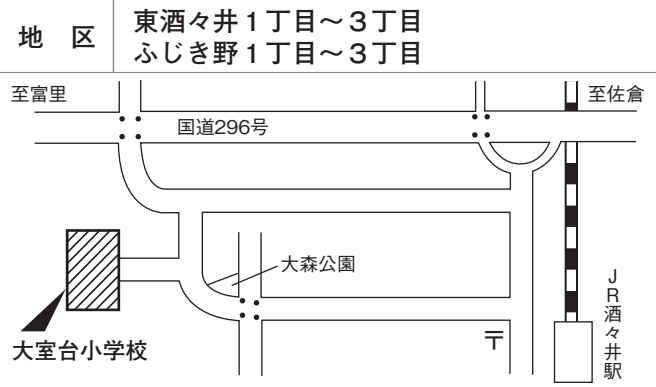 地　区
東酒々井１丁目～３丁目
ふじき野１丁目～３丁目
至富里
至佐倉
国道296号
大森公園
大室台小学校
〒
ＪＲ酒々井駅